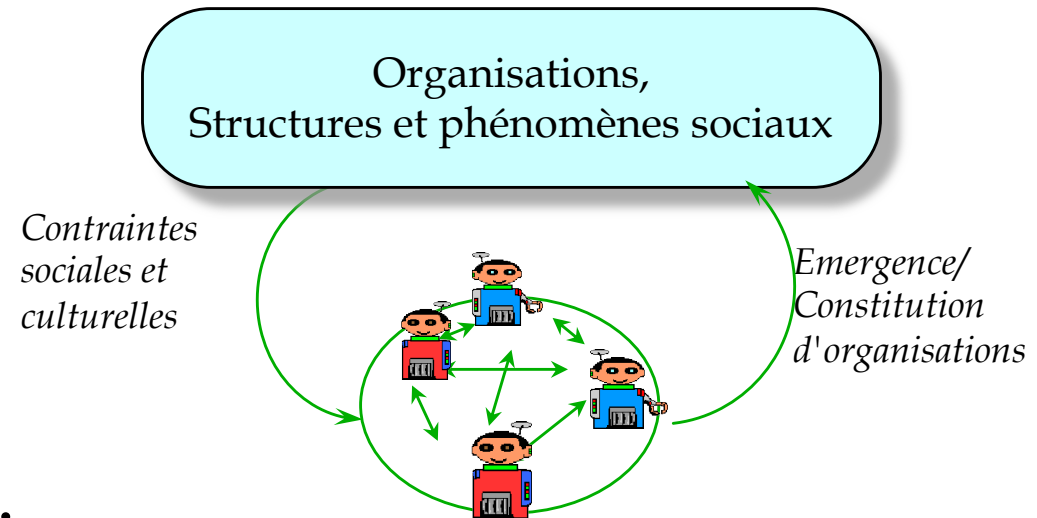 Organisations,
Structures et phénomènes sociaux
Contraintes
sociales et
culturelles
Emergence/
Constitution
d'organisations